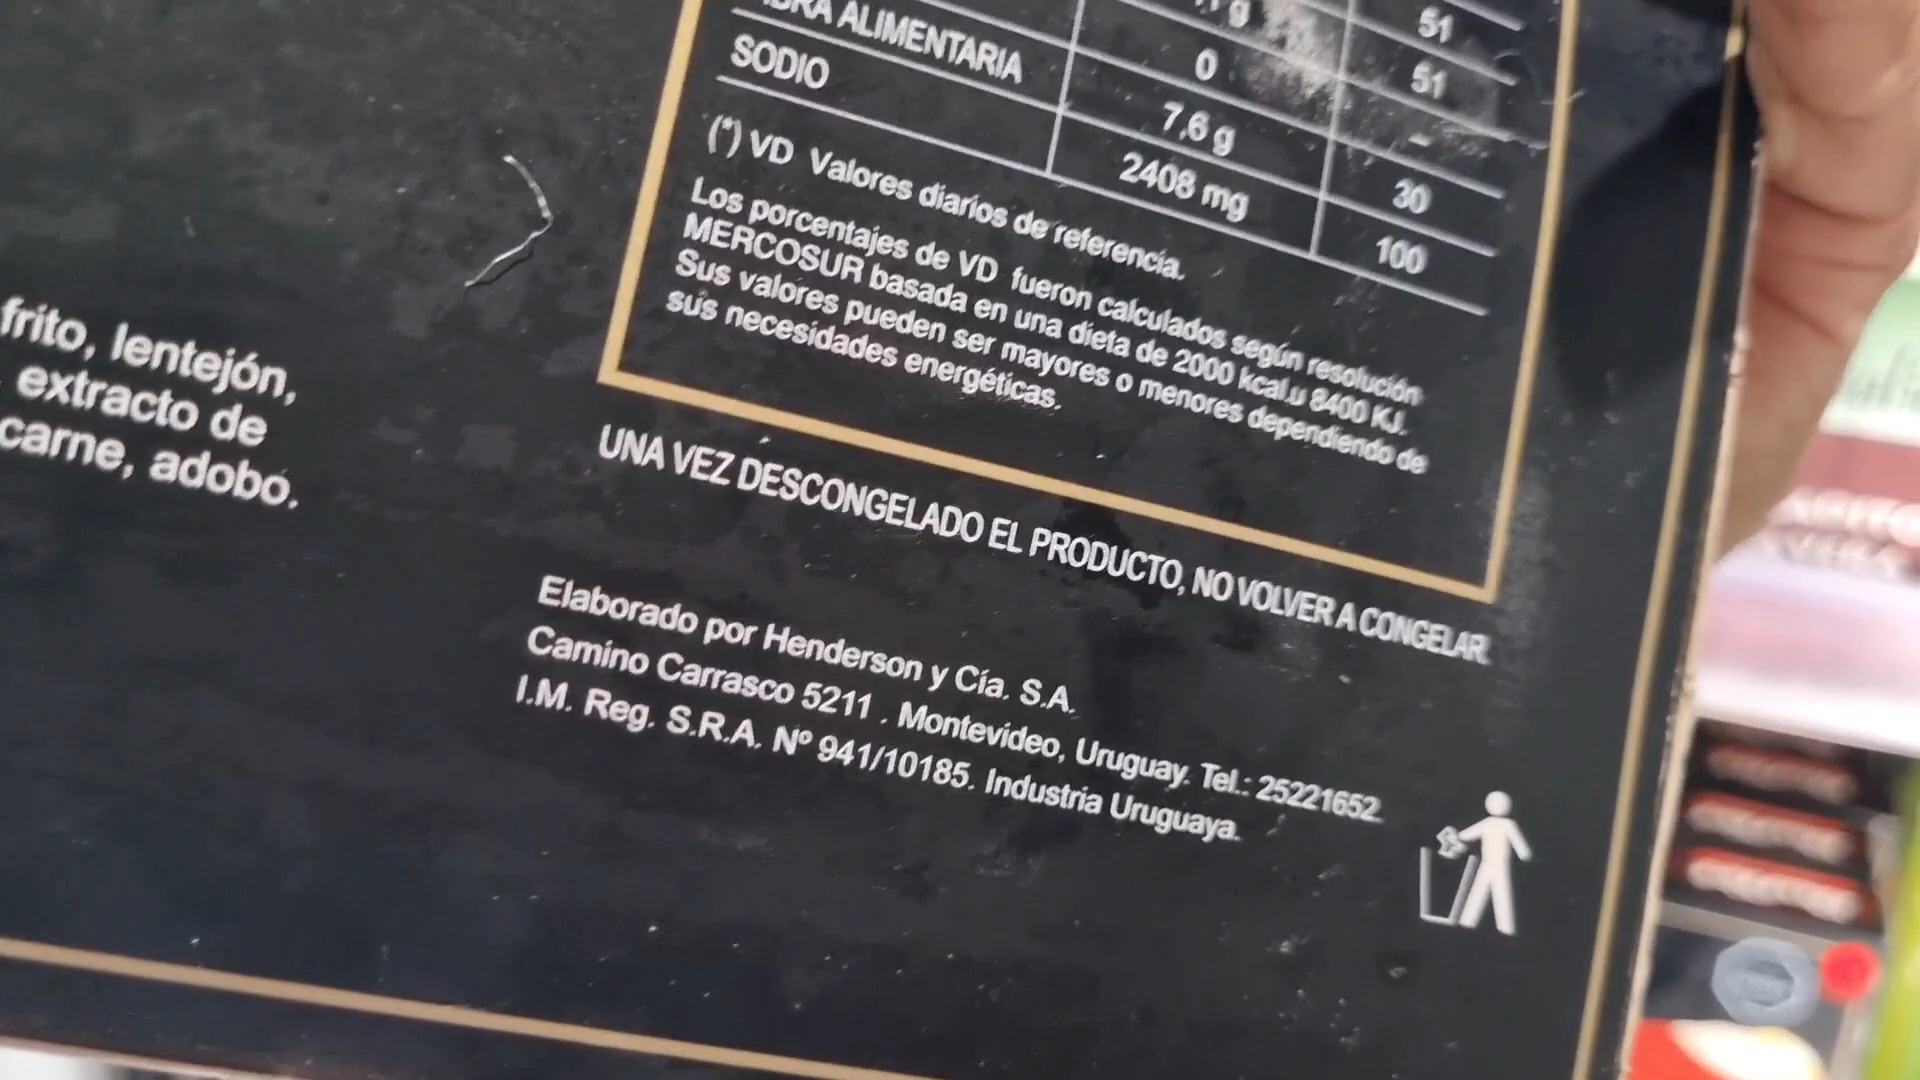 51
0
51
ALIMENTARIA
7,6 g
30
SODIO
2408 mg
100
(*) VD Valores diarios de referencia.
Los porcentajes de VD fueron calculados según resolución
MERCOSUR basada en una dieta de 2000 kcal.u 8400 KJ.
Sus valores pueden ser mayores o menores dependiendo de
sus necesidades energéticas.
frito, lentejón,
extracto de
carne, adobo.
UNA VEZ DESCONGELADO EL PRODUCTO, NO VOLVER A CONGELAR.
Elaborado por Henderson y Cía. S.A.
Camino Carrasco 5211 . Montevideo, Uruguay. Tel.: 25221652
I.M. Reg. S.R.A. Nº 941/10185. Industria Uruguaya.